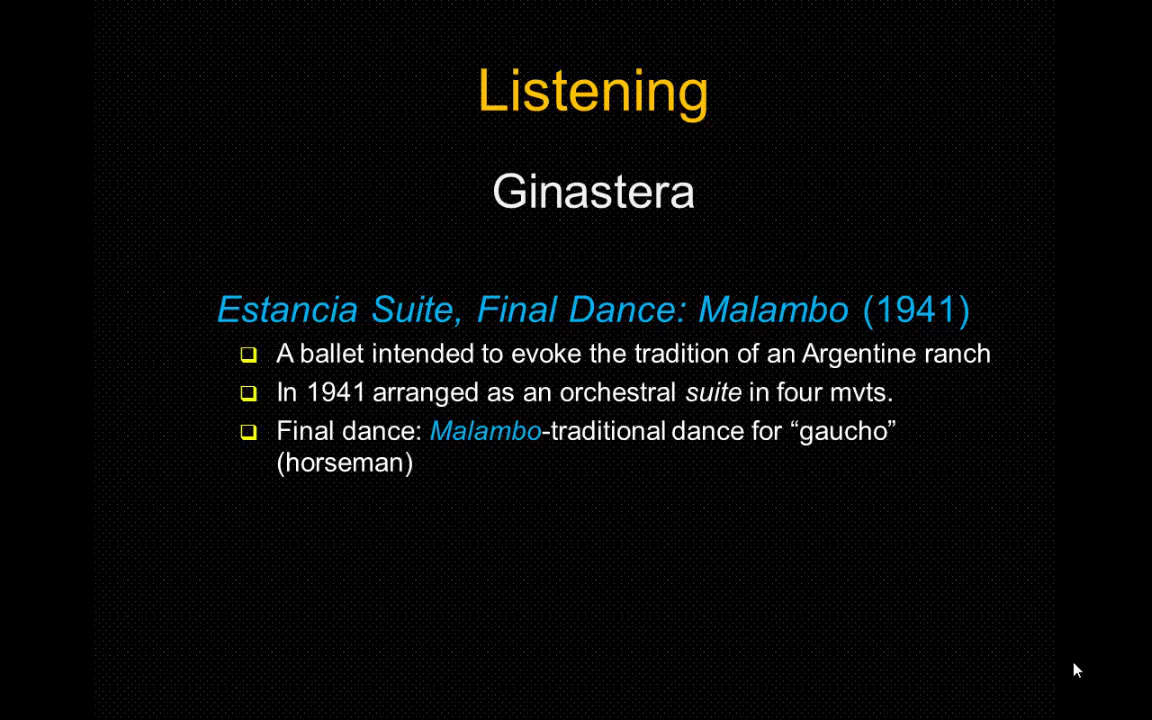 Listening
Ginastera
Estancia Suite, Final Dance: Malambo (1941)
A ballet intended to evoke the tradition of an Argentine ranch
In 1941 arranged as an orchestral suite in four mvts.
Final dance: Malambo-traditional dance for “gaucho”
(horseman)